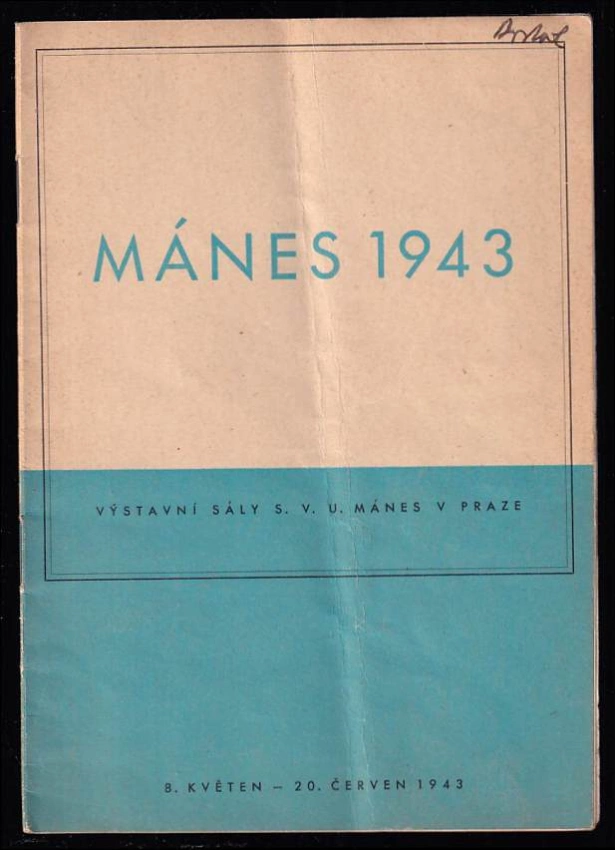 MÁNES 1943
VÝSTAVNÍ SÁLY S. V. U. MÁNES V PRAZE
8. KVĚTEN – 20. ČERVEN 1943